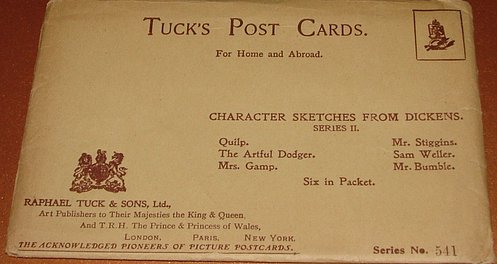 TUCK'S POST CARDS.
For Home and Abroad.
CHARACTER SKETCHES FROM DICKENS.
SERIES II.
Quilp. Mr. Stiggins.
The Artful Dodger. Sam Weller.
Mrs. Gamp. Mr. Bumble.
Six in Packet.
RAPHAEL TUCK & SONS, Ltd.,
Art Publishers to Their Majesties the King & Queen,
And T.R.H. The Prince & Princess of Wales,
LONDON. PARIS. NEW YORK.
THE ACKNOWLEDGED PIONEERS OF PICTURE POSTCARDS.
Series No. 541